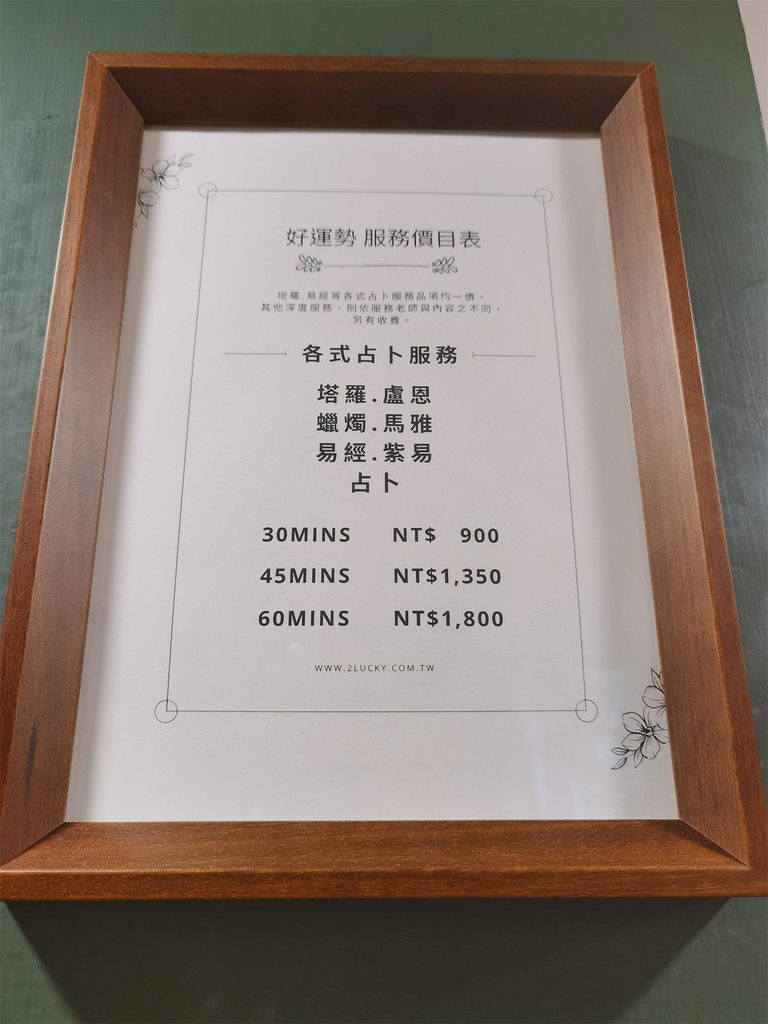 好運勢 服務價目表
塔羅.易經等各式占卜服務品項均一價，
其他深度服務，則依服務老師與內容之不同，
另有收費。
各式占卜服務
塔羅.盧恩
蠟燭.馬雅
易經.紫易
占卜
30MINS NT$ 900
45MINS NT$1,350
60MINS NT$1,800
WWW.2LUCKY.COM.TW